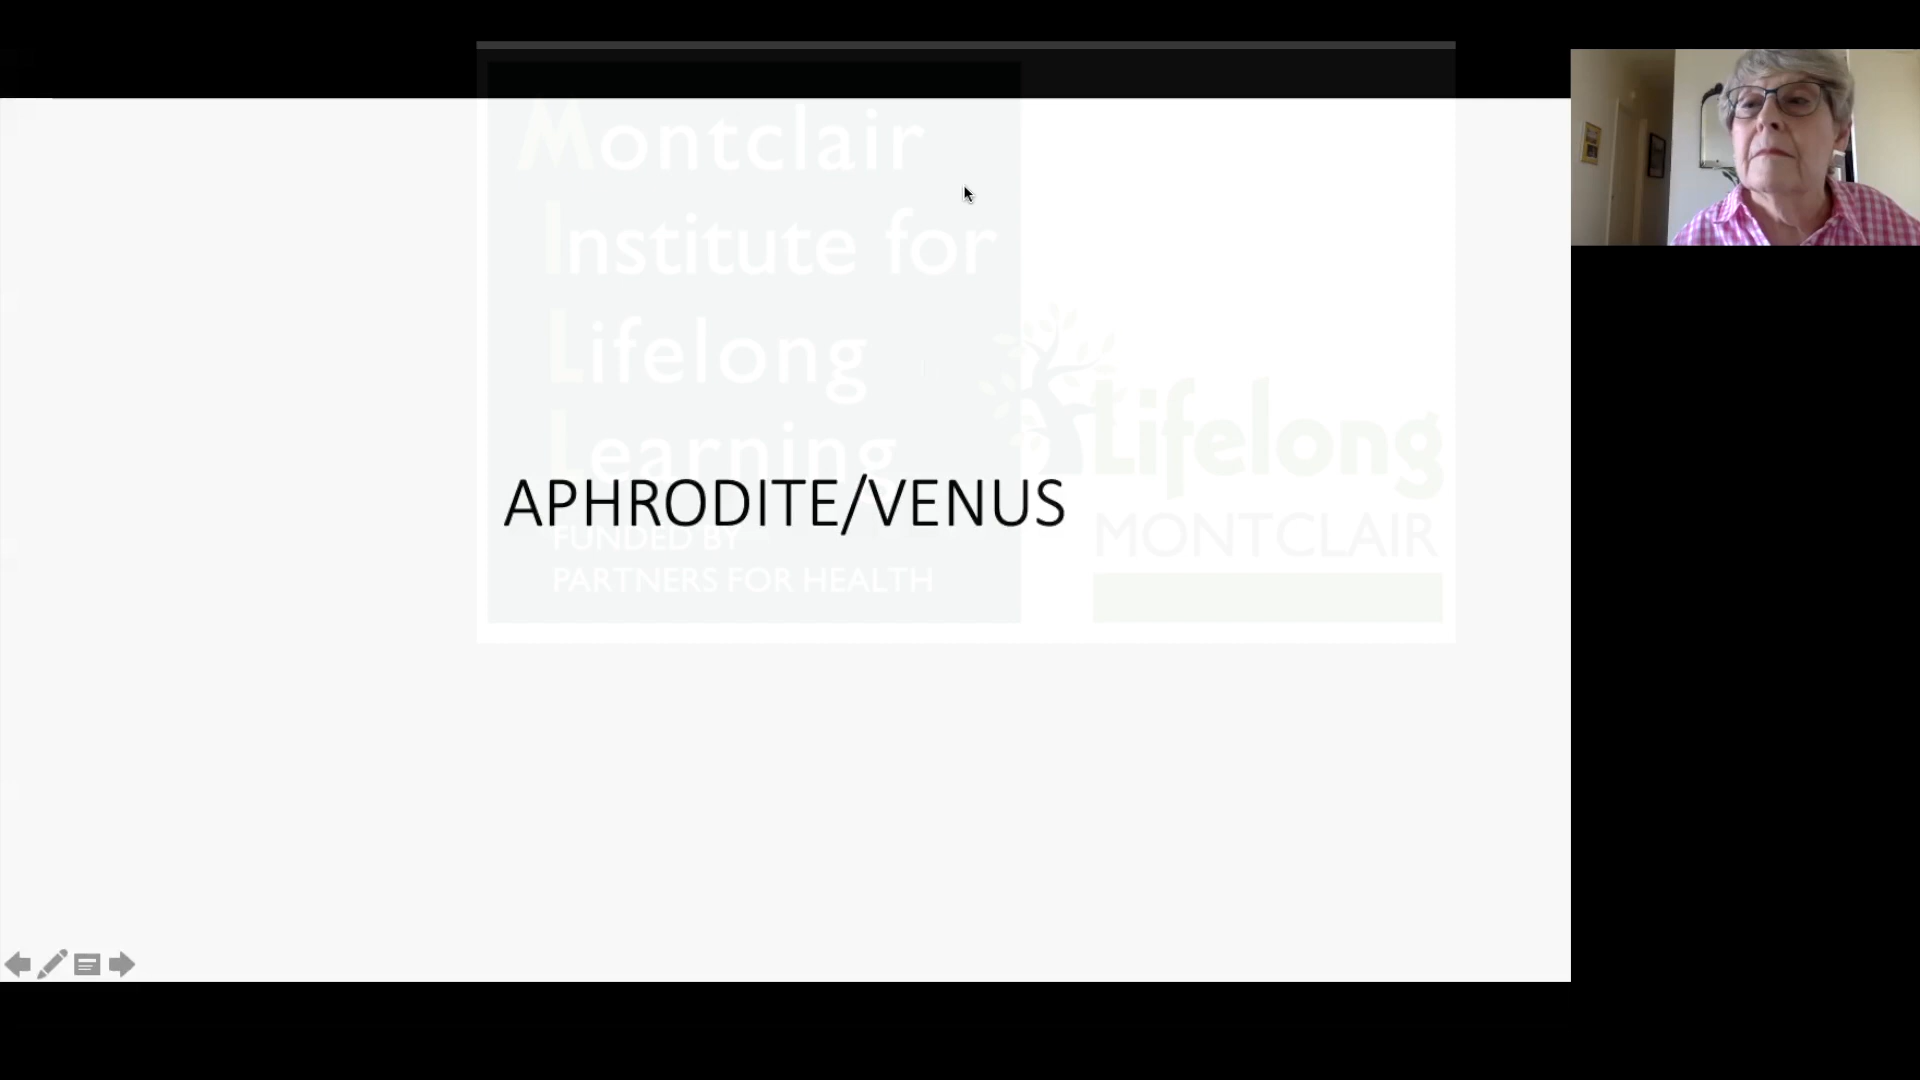 Montclair
Institute for
Lifelong
Learning
FUNDED BY
PARTNERS FOR HEALTH
Lifelong
MONTCLAIR
APHRODITE/VENUS